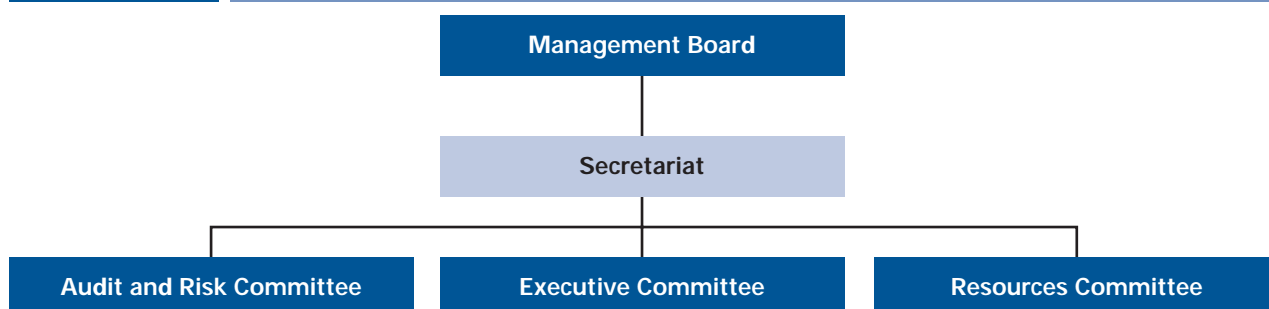 Management Board
Secretariat
Audit and Risk Committee
Executive Committee
Resources Committee